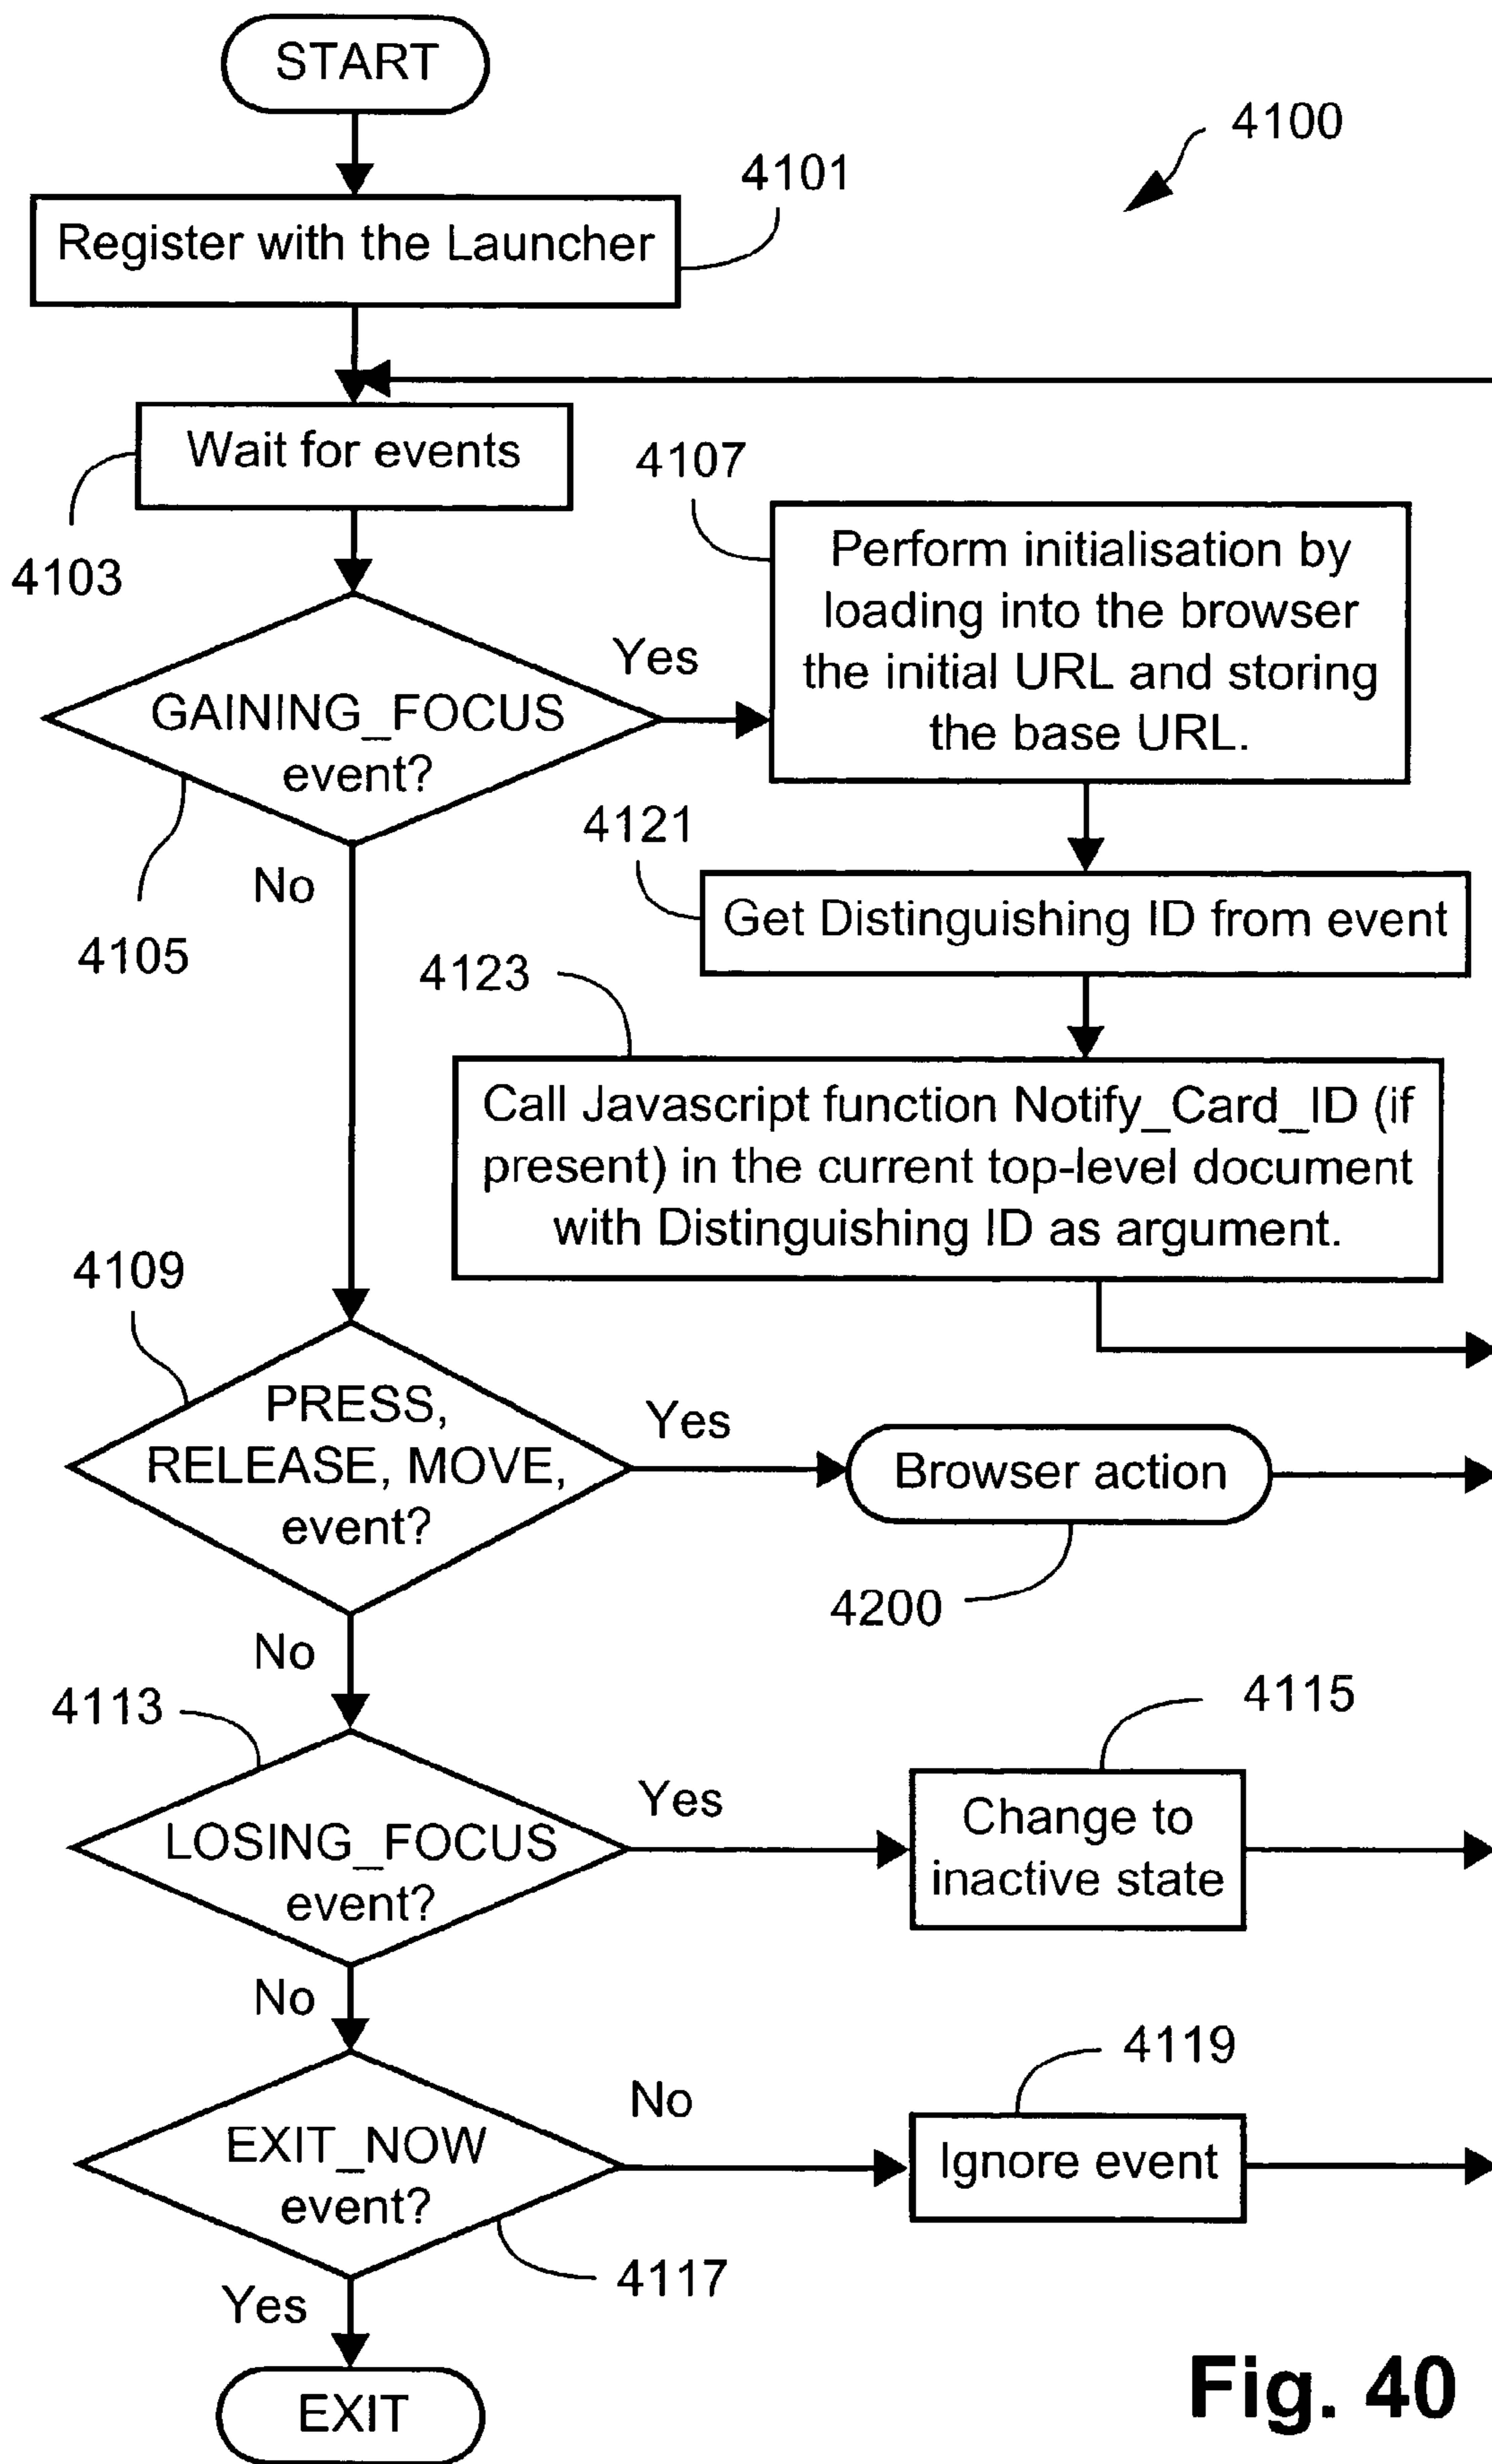 START
4100
4101
Register with the Launcher
Wait for events
4103
4107
Perform initialisation by
loading into the browser
the initial URL and storing
the base URL.
Yes
GAINING_FOCUS
event?
4105
No
4121
Get Distinguishing ID from event
4123
Call Javascript function Notify_Card_ID (if
present) in the current top-level document
with Distinguishing ID as argument.
4109
PRESS,
RELEASE, MOVE,
event?
Yes
Browser action
4200
No
4113
4115
LOSING_FOCUS
event?
Yes
Change to
inactive state
No
4119
EXIT_NOW
event?
No
Ignore event
4117
Yes
EXIT
Fig. 40